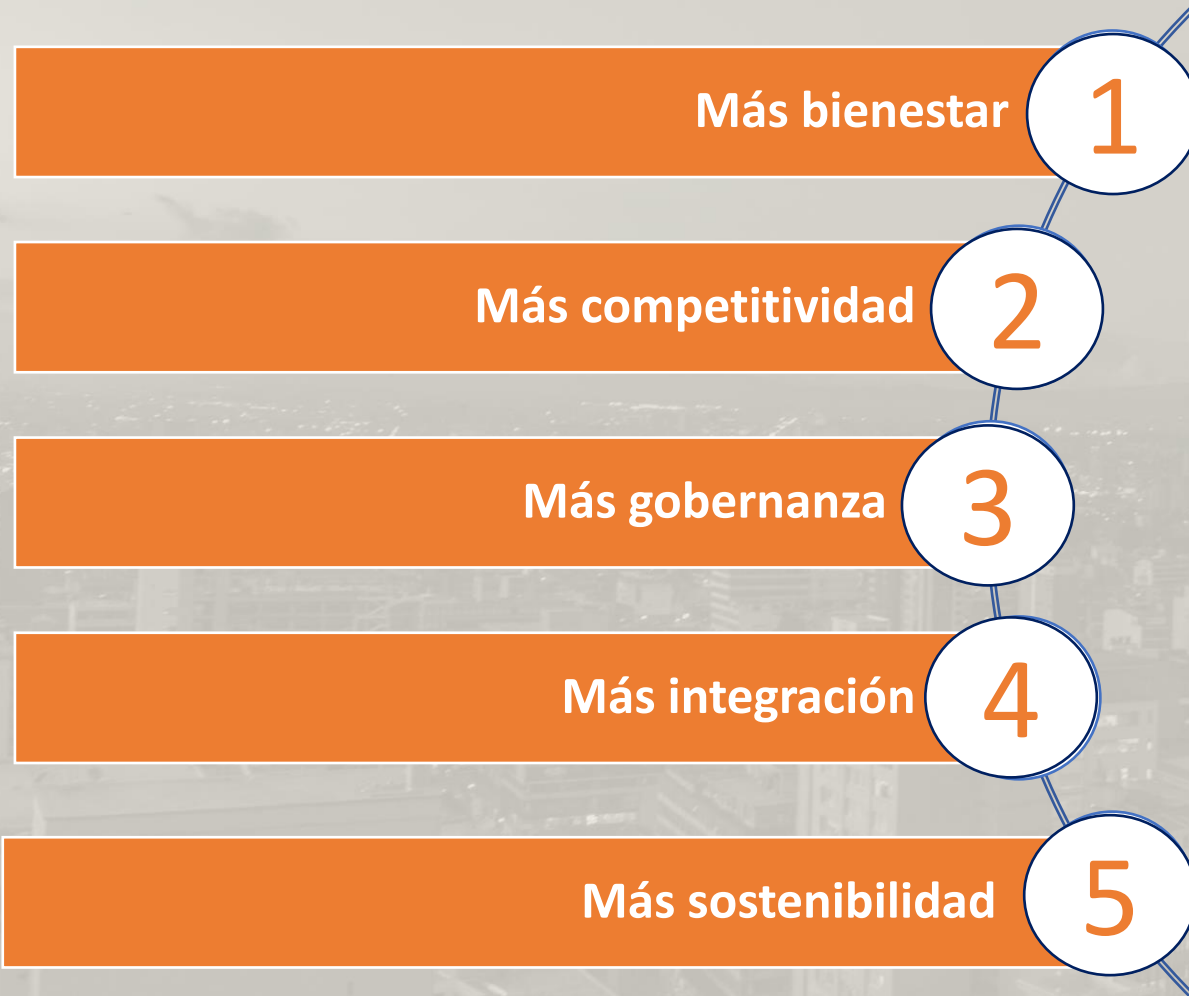 Más bienestar 1
Más competitividad 2
Más gobernanza 3
Más integración 4
Más sostenibilidad 5